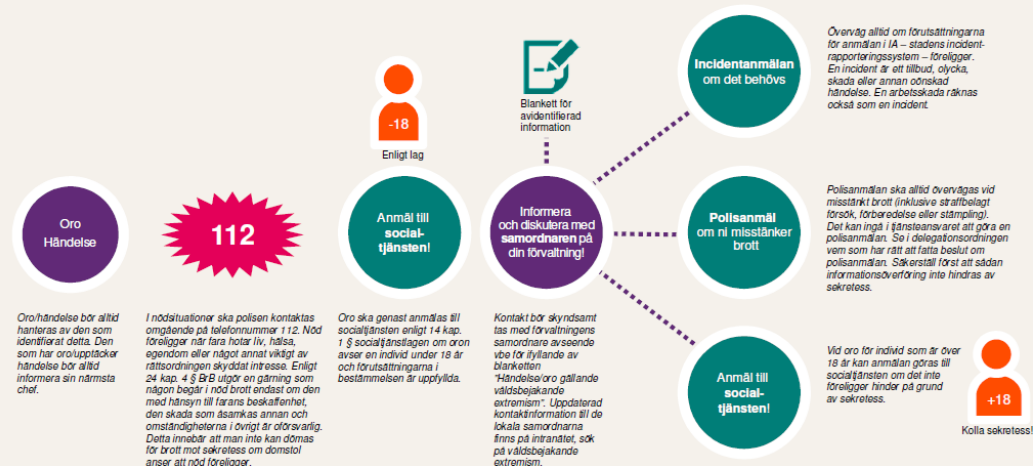 Oro
Händelse
Oro/händelse bör alltid
hanteras av den som
identifierat detta. Den
som har oro/upptäcker
händelse bör alltid
informera sin närmsta
chef.
112
I nödsituationer ska polisen kontaktas
omgående på telefonnummer 112. Nöd
föreligger när fara hotar liv, hälsa,
egendom eller något annat viktigt av
rättsordningen skyddat intresse. Enligt
24 kap. 4 § BrB utgör en gärning som
någon begår i nöd brott endast om den
med hänsyn till farans beskaffenhet,
den skada som åsamkas annan och
omständigheterna i övrigt är oförsvarlig.
Detta innebär att man inte kan dömas
för brott mot sekretess om domstol
anser att nöd föreligger.
-18
Enligt lag
Anmäl till
social-
tjänsten!
Oro ska genast anmälas till
socialtjänsten enligt 14 kap.
1 § socialtjänstlagen om oron
avser en individ under 18 år
och förutsättningarna i
bestämmelsen är uppfyllda.
Blankett för
avidentifierad
information
Informera
och diskutera med
samordnaren på
din förvaltning!
Kontakt bör skyndsamt
tas med förvaltningens
samordnare avseende
vbe för ifyllande av
blanketten
"Händelse/oro gällande
våldsbejakande
extremism". Uppdaterad
kontaktinformation till de
lokala samordnarna
finns på intranätet, sök
på våldsbejakande
extremism.
Incidentanmälan
om det behövs
Överväg alltid om förutsättningarna
för anmälan i IA – stadens incident-
rapporteringssystem – föreligger.
En incident är ett tillbud, olycka,
skada eller annan oönskad
händelse. En arbetsskada räknas
också som en incident.
Polisanmäl
om ni misstänker
brott
Polisanmälan ska alltid övervägas vid
misstänkt brott (inklusive straffbelagt
försök, förberedelse eller stämpling).
Det kan ingå i tjänsteansvaret att göra en
polisanmälan. Se i delegationsordningen
vem som har rätt att fatta beslut om
polisanmälan. Säkerställ först att sådan
informationsöverföring inte hindras av
sekretess.
Anmäl till
social-
tjänsten!
Vid oro för individ som är över
18 år kan anmälan göras till
socialtjänsten om det inte
föreligger hinder på grund
av sekretess.
+18
Kolla sekretess!